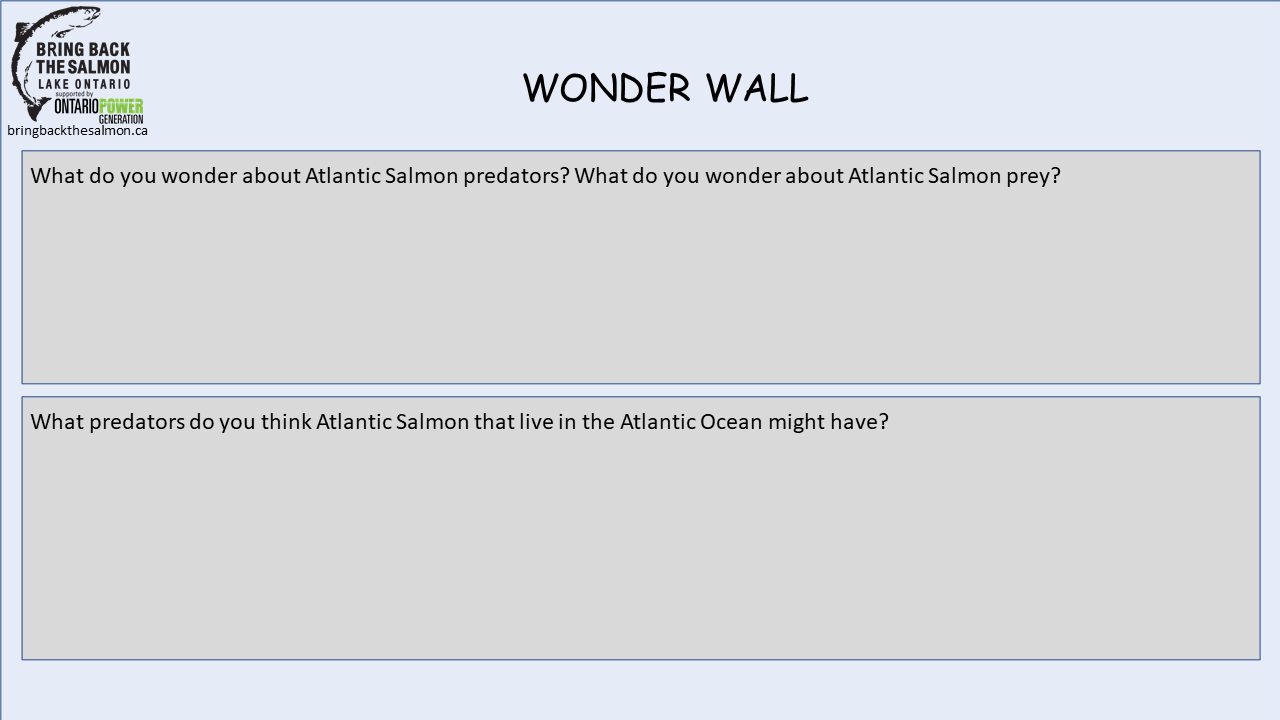 BRING BACK
THE SALMON
LAKE ONTARIO
supported by
ONTARIOPOWER
GENERATION
bringbackthesalmon.ca
WONDER WALL
What do you wonder about Atlantic Salmon predators? What do you wonder about Atlantic Salmon prey?
What predators do you think Atlantic Salmon that live in the Atlantic Ocean might have?